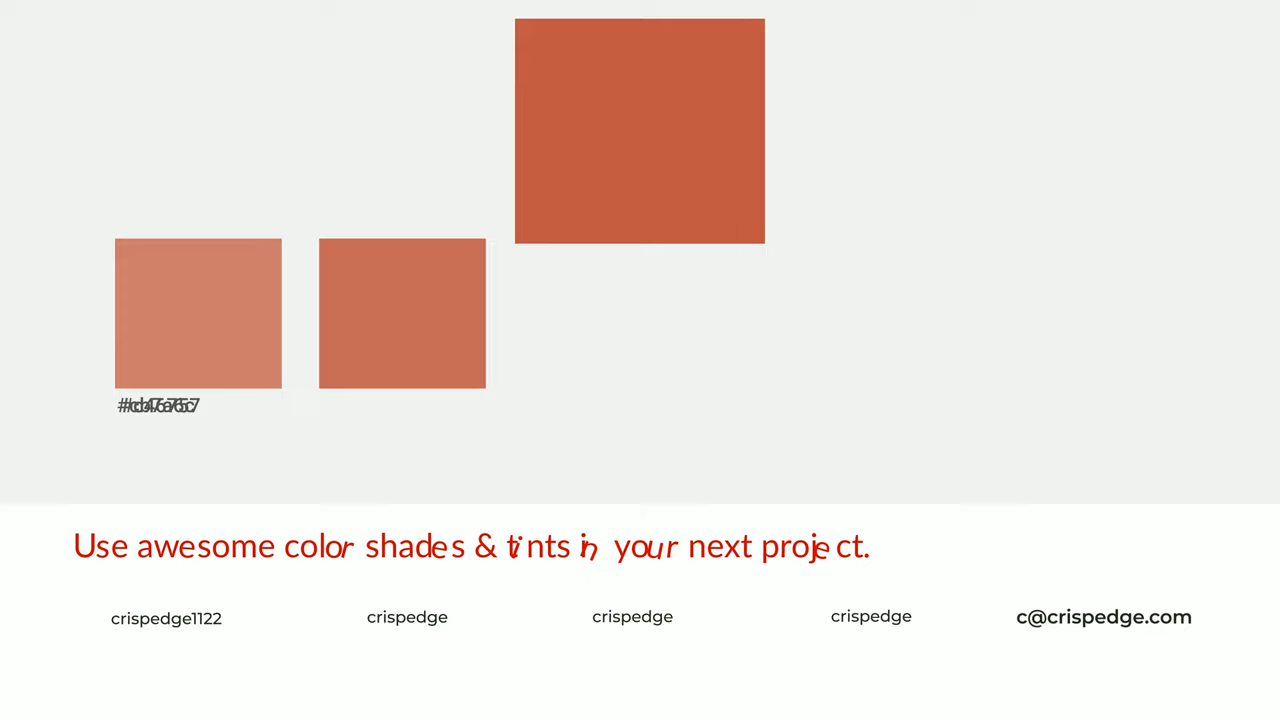 Use awesome color shades & tints in your next project.
crispedge1122 crispedge crispedge crispedge c@crispedge.com